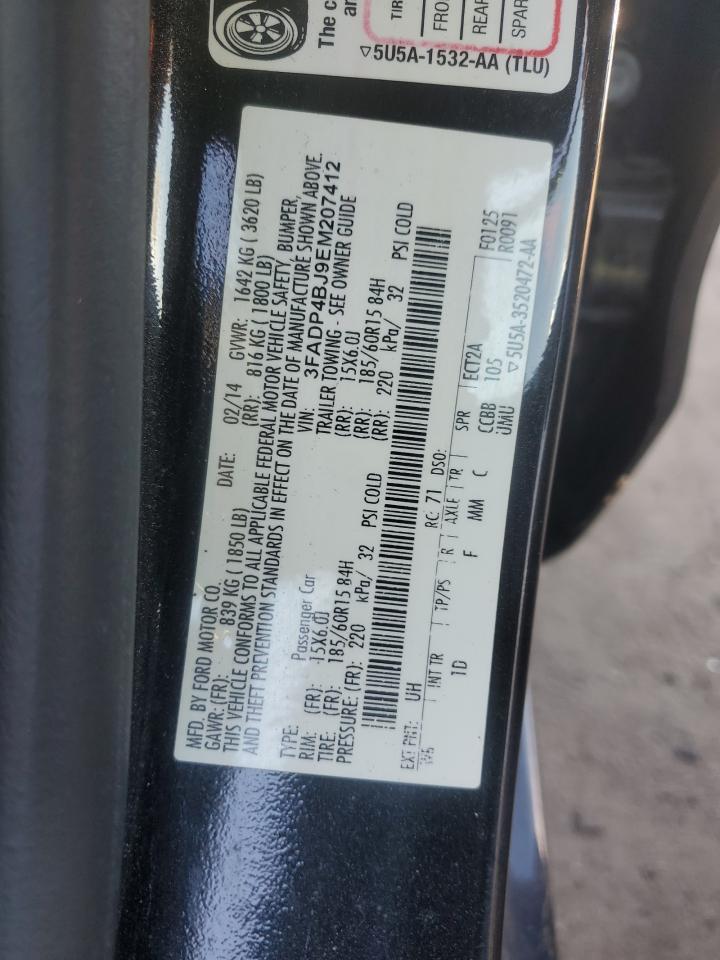 The c
an
TIR
FRO
REAR
SPAR
▽5U5A-1532-AA (TLU)
MFD. BY FORD MOTOR CO.
DATE: 02/14 GVWR: 1642 KG ( 3620 LB)
GAWR: (FR): 839 KG ( 1850 LB) (RR): 816 KG ( 1800 LB)
THIS VEHICLE CONFORMS TO ALL APPLICABLE FEDERAL MOTOR VEHICLE SAFETY, BUMPER,
AND THEFT PREVENTION STANDARDS IN EFFECT ON THE DATE OF MANUFACTURE SHOWN ABOVE.
VIN: 3FADP4BJ9EM207412
TYPE: Passenger Car TRAILER TOWING - SEE OWNER GUIDE
RIM: (FR): 15X6.0J (RR): 15X6.0J
TIRE: (FR): 185/60R15 84H (RR): 185/60R15 84H
PRESSURE: (FR): 220 kPa/ 32 PSI COLD (RR): 220 kPa/ 32 PSI COLD
EXT PNT: UH RC: 71 DSO: F0125
R0091
INT TR TP/PS R AXLE TR SPR ECT2A
1D F MM C CCBB 105
UMU ▽5U5A-3520472-AA